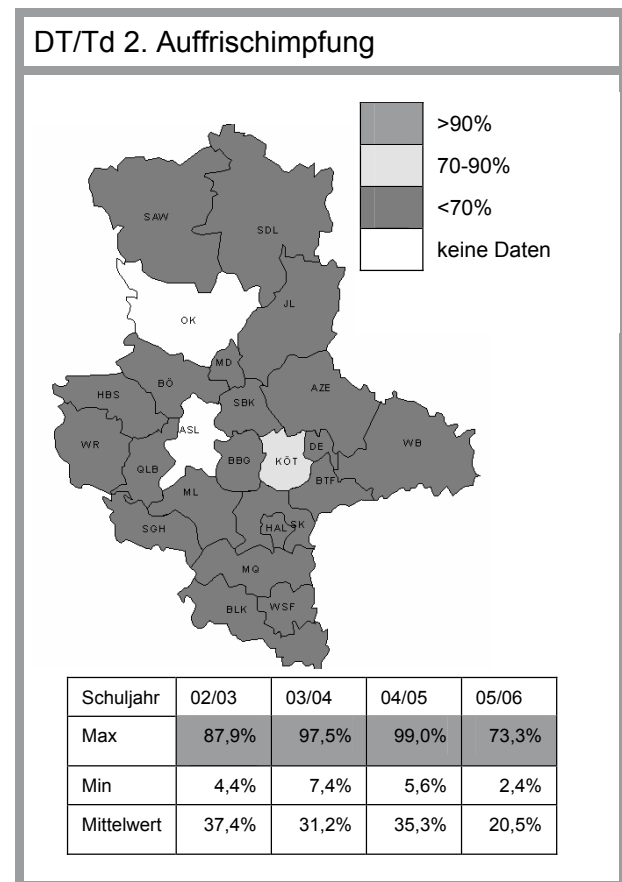 DT/Td 2. Auffrischimpfung
>90%
70-90%
<70%
keine Daten
SAW
SDL
OK
JL
MD
BÖ
HBS
AZE
SBK
ASL
WR
QLB
BBG
KÖT
DE
WB
BTF
ML
SGH
HAL SK
MQ
BLK
WSF
Schuljahr 02/03 03/04 04/05 05/06
Max 87,9% 97,5% 99,0% 73,3%
Min 4,4% 7,4% 5,6% 2,4%
Mittelwert 37,4% 31,2% 35,3% 20,5%